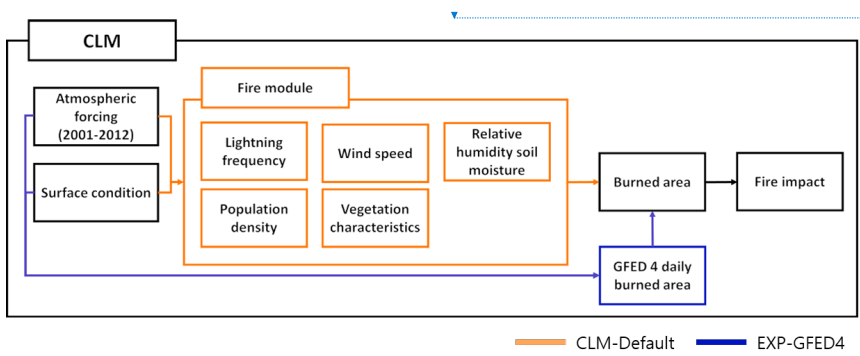 CLM
Fire module
Atmospheric
forcing
(2001-2012)
Surface condition
Lightning
frequency
Wind speed
Relative
humidity soil
moisture
Population
density
Vegetation
characteristics
Burned area
Fire impact
GFED 4 daily
burned area
CLM-Default
EXP-GFED4